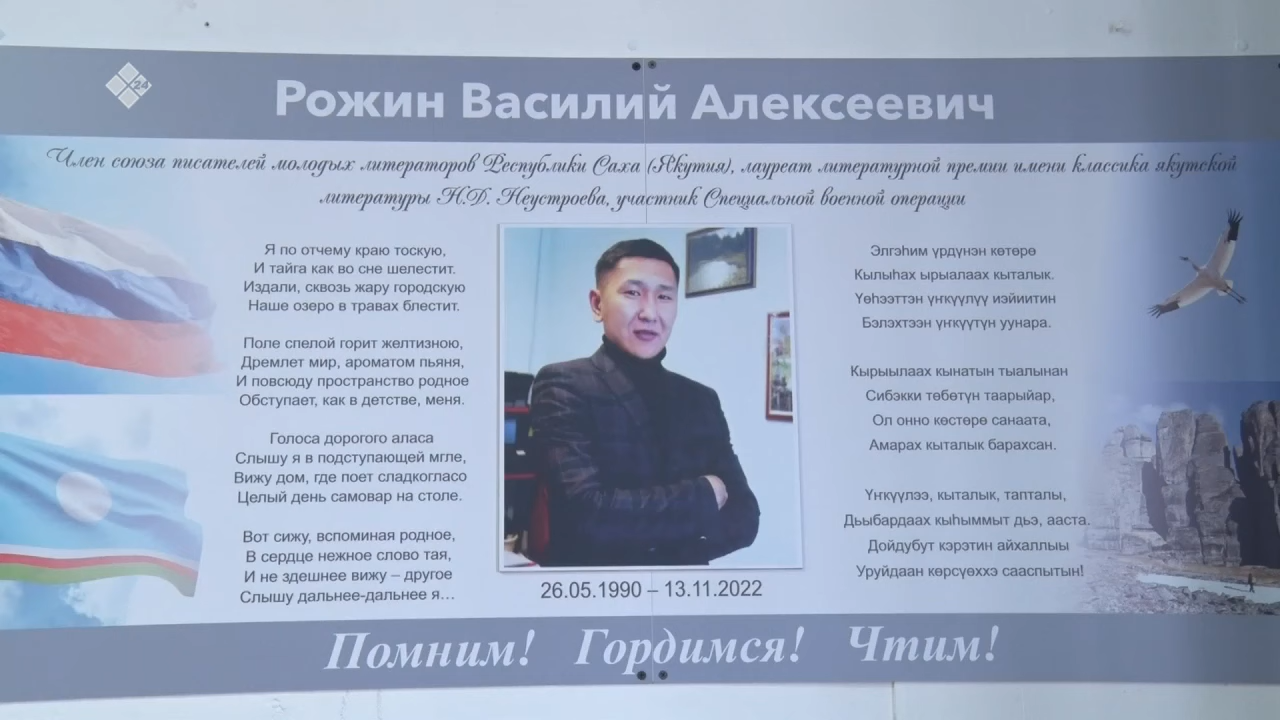 24
Рожин Василий Алексеевич
Член союза писателей молодых литераторов Республики Саха (Якутия), лауреат литературной премии имени классика якутской
литературы Н.Д. Неустроева, участник Специальной военной операции
Я по отчему краю тоскую,
И тайга как во сне шелестит.
Издали, сквозь жару городскую
Наше озеро в травах блестит.
Поле спелой горит желтизною,
Дремлет мир, ароматом пьяня,
И повсюду пространство родное
Обступает, как в детстве, меня.
Голоса дорогого аласа
Слышу я в подступающей мгле,
Вижу дом, где поет сладкогласо
Целый день самовар на столе.
Вот сижу, вспоминая родное,
В сердце нежное слово тая,
И не здешнее вижу – другое
Слышу дальнее-дальнее я…
26.05.1990 – 13.11.2022
Элгэһим үрдүнэн көтөрө
Кылыһах ырыалаах кыталык.
Үөһээттэн үҥкүүлүү иэйиитин
Бэлэхтээн үҥкүүтүн уунара.
Кырыылаах кынатын тыалынан
Сибэкки төбөтүн таарыйар,
Ол онно көстөрө санаата,
Амарах кыталык барахсан.
Үҥкүүлээ, кыталык, тапталы,
Дьыбардаах кыһыммыт дьэ, ааста.
Дойдубут кэрэтин айхаллыы
Уруйдаан көрсүөххэ сааспытын!
Помним! Гордимся! Чтим!